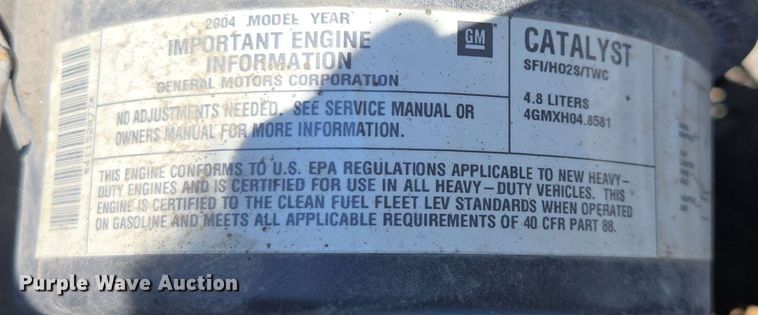 2004 MODEL YEAR
IMPORTANT ENGINE
INFORMATION
GENERAL MOTORS CORPORATION
GM
CATALYST
SFI/HO2S/TWC
4.8 LITERS
4GMXH04.8581
NO ADJUSTMENTS NEEDED. SEE SERVICE MANUAL OR
OWNERS MANUAL FOR MORE INFORMATION.
THIS ENGINE CONFORMS TO U.S. EPA REGULATIONS APPLICABLE TO NEW HEAVY-
DUTY ENGINES AND IS CERTIFIED FOR USE IN ALL HEAVY-DUTY VEHICLES. THIS
ENGINE IS CERTIFIED TO THE CLEAN FUEL FLEET LEV STANDARDS WHEN OPERATED
ON GASOLINE AND MEETS ALL APPLICABLE REQUIREMENTS OF 40 CFR PART 88.
Purple Wave Auction